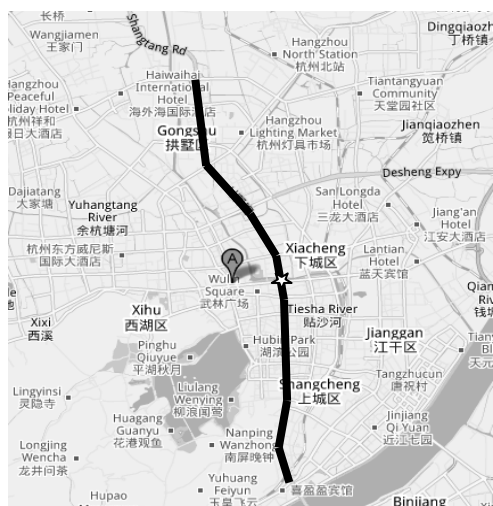 长桥
Dingqiaozhen
丁桥镇
Wangjiamen
王家门
Shangtang Rd
Hangzhou
North Station
杭州北站
Hangzhou
Peaceful
oliday Hotel
杭州祥和
假日大酒店
Haiwaihai
International
Hotel
海外海国际酒店
Tiantangyuan
Community
天堂园社区
Gongshu
拱墅区
Hangzhou
Lighting Market
杭州灯具市场
Jianqiaozhen
笕桥镇
Desheng Expy
Dajiatang
大家塘
Yuhangtang
River
余杭塘河
San Longda
Hotel
三龙大酒店
Jiang'an
Hotel
江安大酒店
杭州东方威尼斯
国际大酒店
Xiacheng
下城区
Lantian
Hotel
蓝天宾馆
A
Wulin
Square
武林广场
Qian
Tiesha River
贴沙河
Xixi
西溪
Xihu
西湖区
Jianggan
江干区
Pinghu
Qiuyue
平湖秋月
Hubin Park
湖滨公园
Tangzhucun
唐祝村
Lingyinsi
灵隐寺
Liulang
Wenying
柳浪闻莺
Shangcheng
上城区
Huagang
Guanyu
花港观鱼
Jinjiang
Qi Yuan
近江七园
Longjing
Wencha
龙井问茶
Nanping
Wanzhong
南屏晚钟
Yuhuang
Feiyun
玉皇飞云
喜盈盈宾馆
Hupao
Binjiang